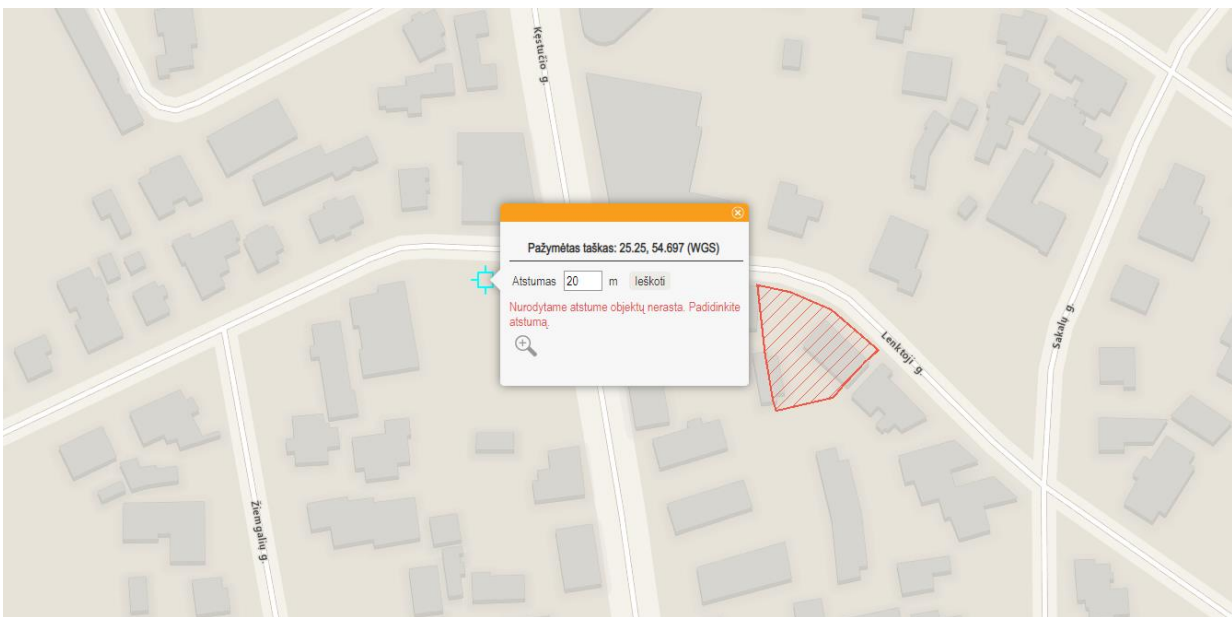 Kęstučio g.
Pažymėtas taškas: 25.25, 54.697 (WGS)
Atstumas 20 m Ieškoti
Nurodytame atstume objektų nerasta. Padidinkite
atstumą.
Lenktoji g.
Sakalų g.
Žiemgalių g.